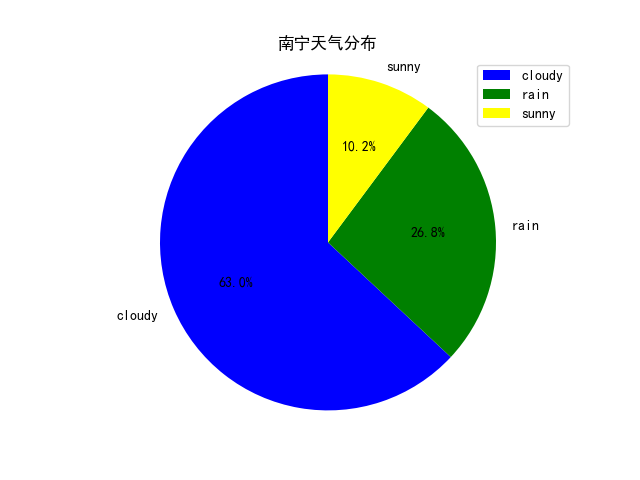 南宁天气分布
sunny
cloudy
rain
sunny
10.2%
rain
26.8%
63.0%
cloudy